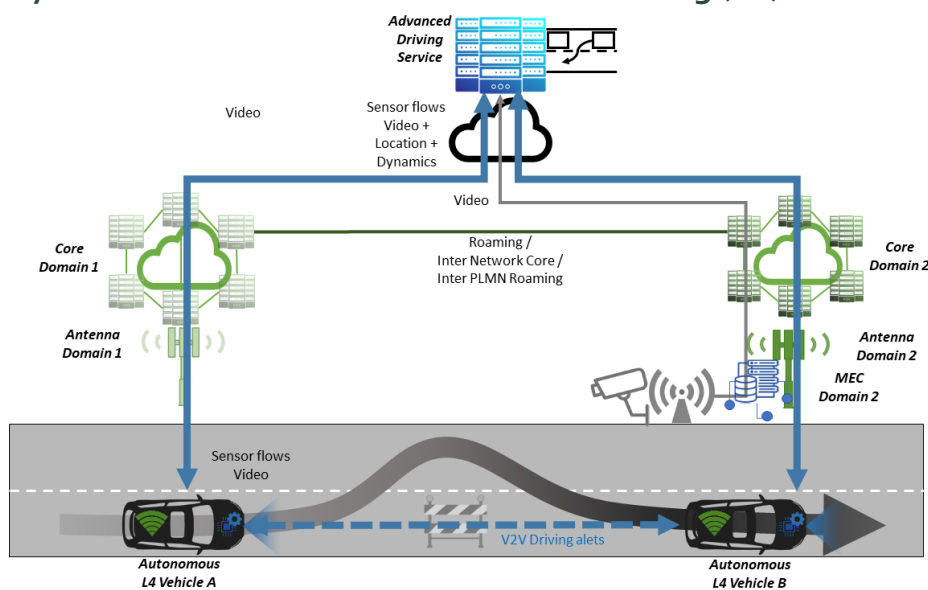 Advanced
Driving
Service
Video
Sensor flows
Video +
Location +
Dynamics
Video
Core
Domain 1
Roaming /
Inter Network Core /
Inter PLMN Roaming
Core
Domain 2
Antenna
Domain 1
Antenna
Domain 2
MEC
Domain 2
Sensor flows
Video
V2V Driving alets
Autonomous
L4 Vehicle A
Autonomous
L4 Vehicle B